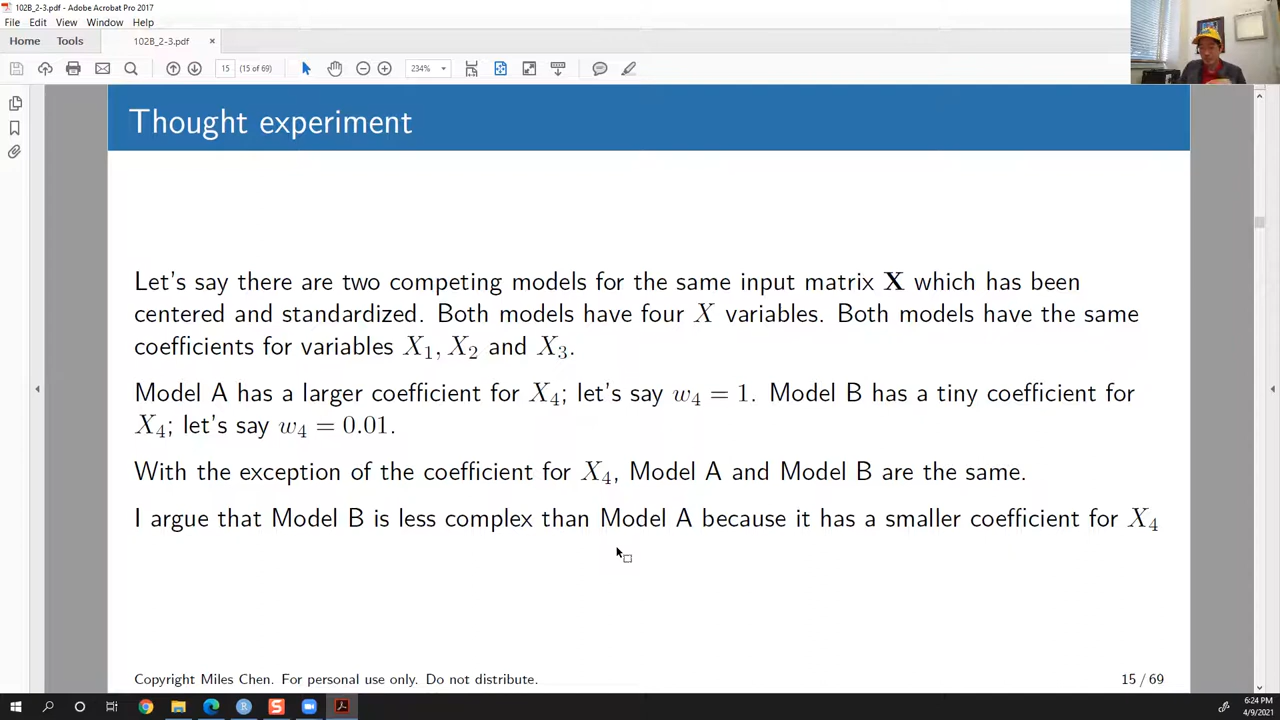 102B_2-3.pdf - Adobe Acrobat Pro 2017
File Edit View Window Help
Home Tools 102B_2-3.pdf ×
15 (15 of 69) 234%
Thought experiment
Let's say there are two competing models for the same input matrix X which has been
centered and standardized. Both models have four X variables. Both models have the same
coefficients for variables X₁, X₂ and X₃.
Model A has a larger coefficient for X₄; let's say w₄ = 1. Model B has a tiny coefficient for
X₄; let's say w₄ = 0.01.
With the exception of the coefficient for X₄, Model A and Model B are the same.
I argue that Model B is less complex than Model A because it has a smaller coefficient for X₄
Copyright Miles Chen. For personal use only. Do not distribute. 15 / 69
6:24 PM
4/9/2021